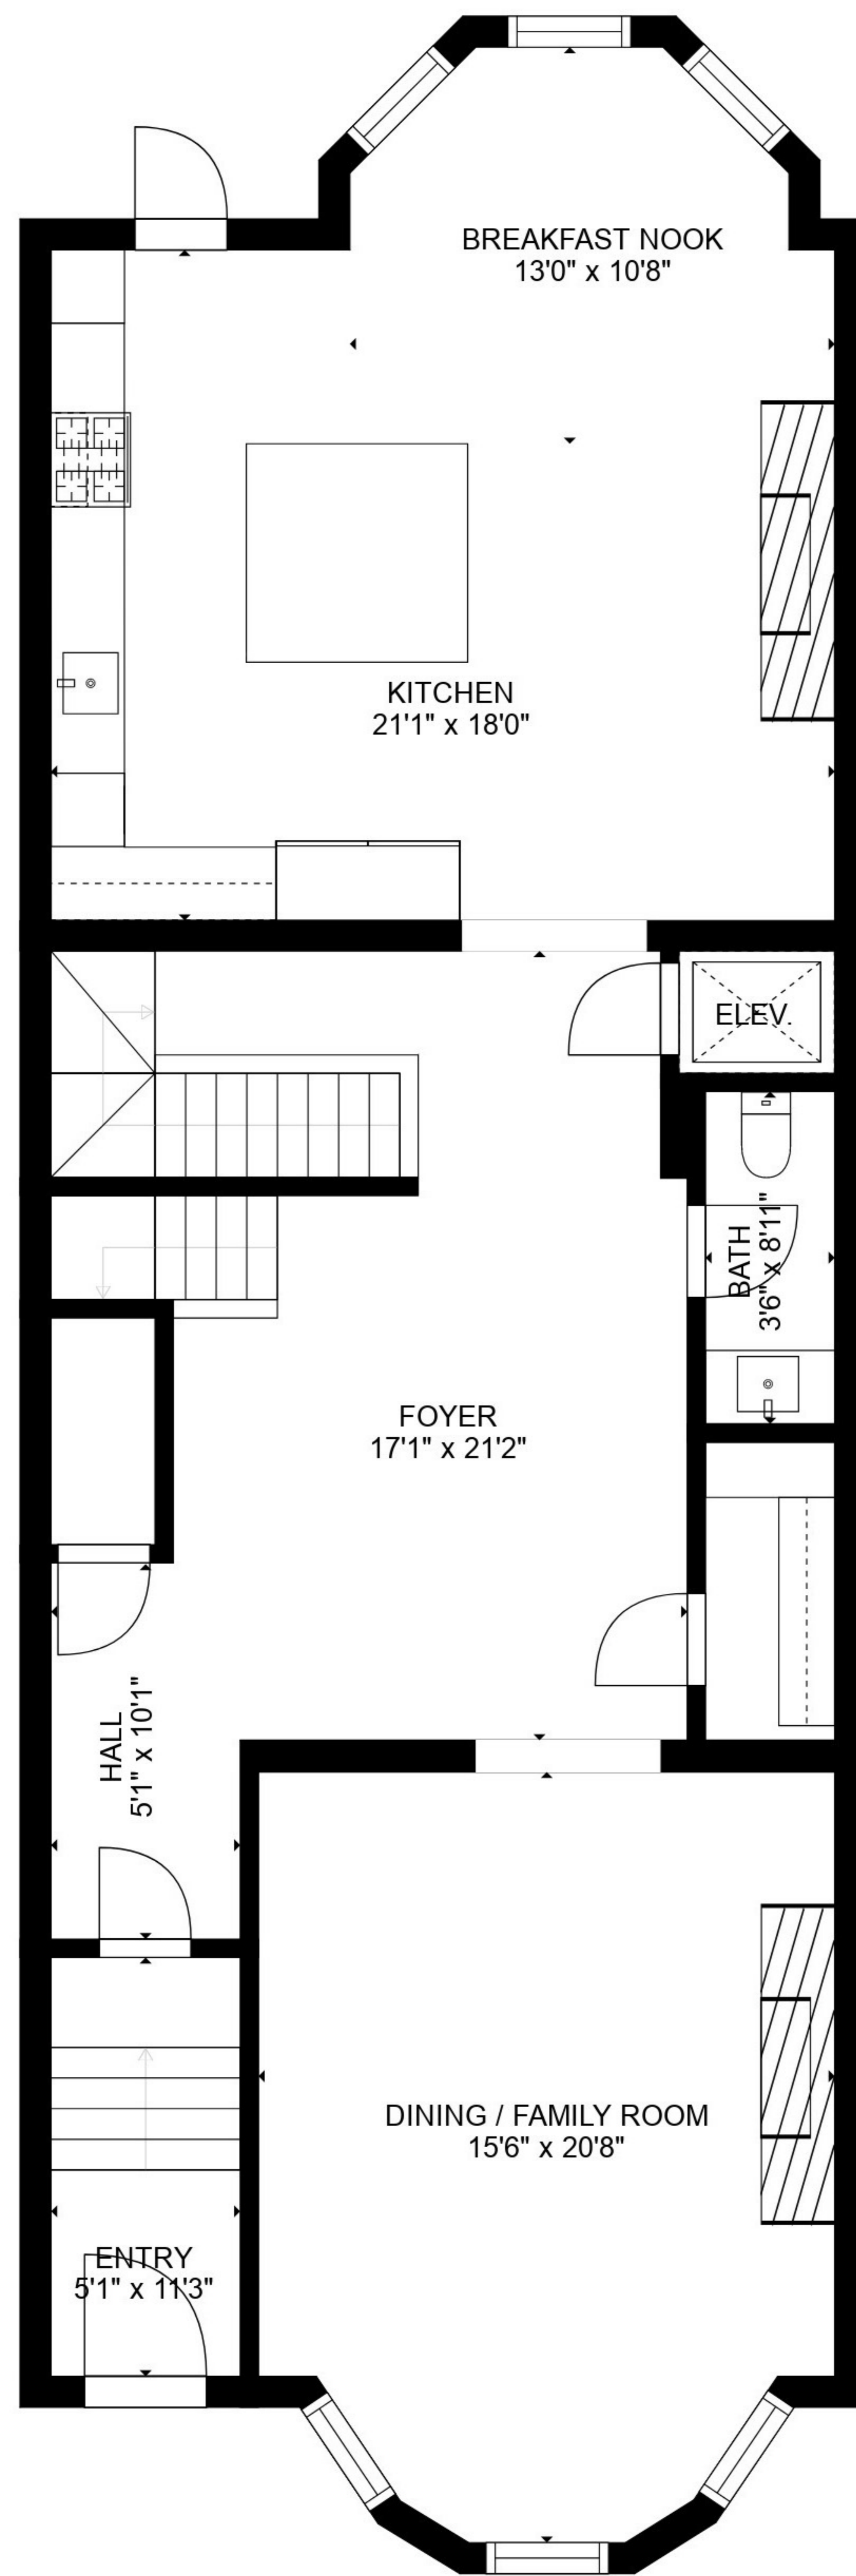 BREAKFAST NOOK
13'0" x 10'8"
KITCHEN
21'1" x 18'0"
ELEV.
BATH
3'6" x 8'11"
FOYER
17'1" x 21'2"
HALL
5'1" x 10'1"
DINING / FAMILY ROOM
15'6" x 20'8"
ENTRY
5'1" x 11'3"